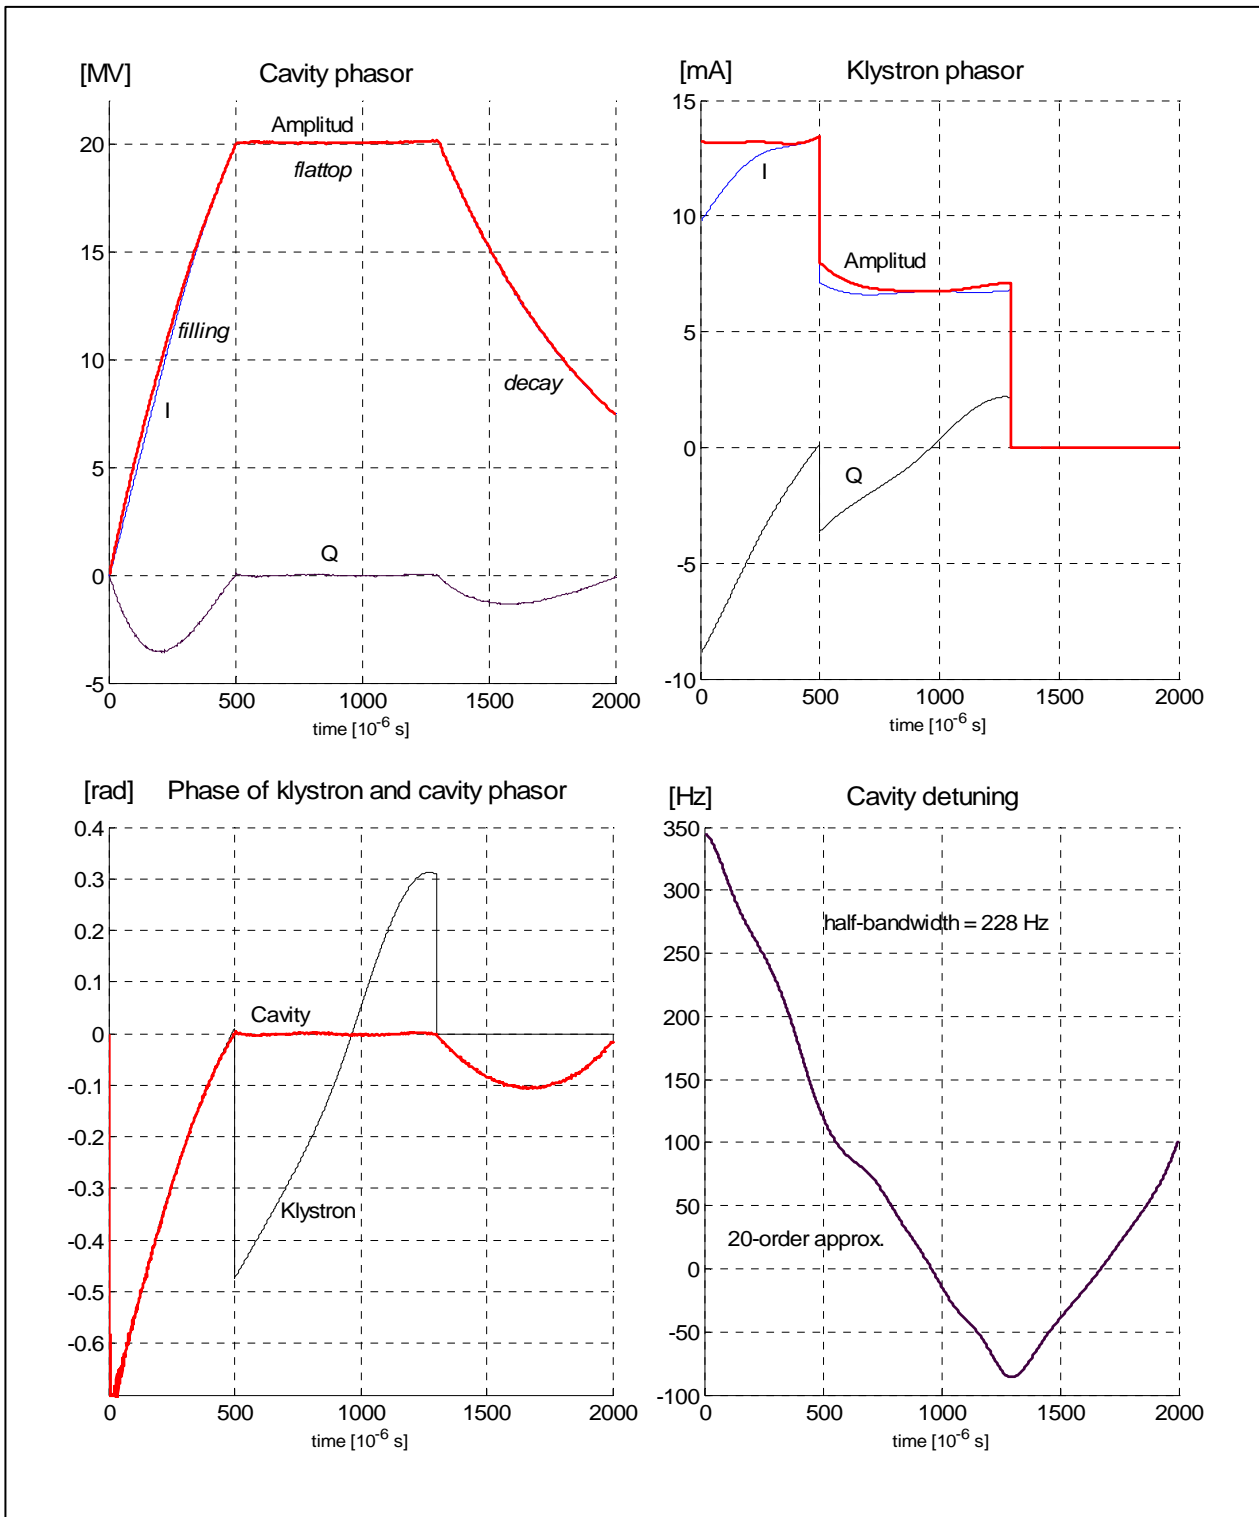 [MV] Cavity phasor
20
15
10
5
0
-5
Amplitud
flattop
filling
I
decay
Q
0 500 1000 1500 2000
time [10-6 s]
[mA] Klystron phasor
15
10
5
0
-5
-10
I
Amplitud
Q
0 500 1000 1500 2000
time [10-6 s]
[rad] Phase of klystron and cavity phasor
0.4
0.3
0.2
0.1
0
-0.1
-0.2
-0.3
-0.4
-0.5
-0.6
Cavity
Klystron
0 500 1000 1500 2000
time [10-6 s]
[Hz] Cavity detuning
350
300
250
200
150
100
50
0
-50
-100
half-bandwidth = 228 Hz
20-order approx.
0 500 1000 1500 2000
time [10-6 s]